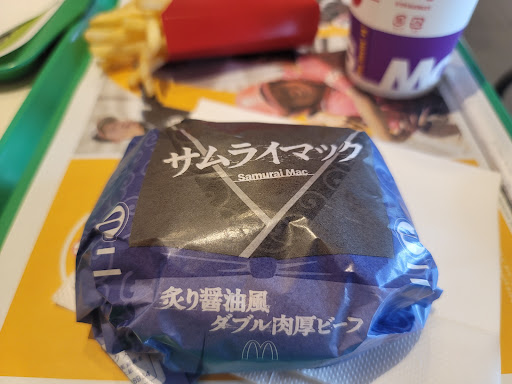 サムライマック
Samurai Mac
炙り醤油風
ダブル肉厚ビーフ